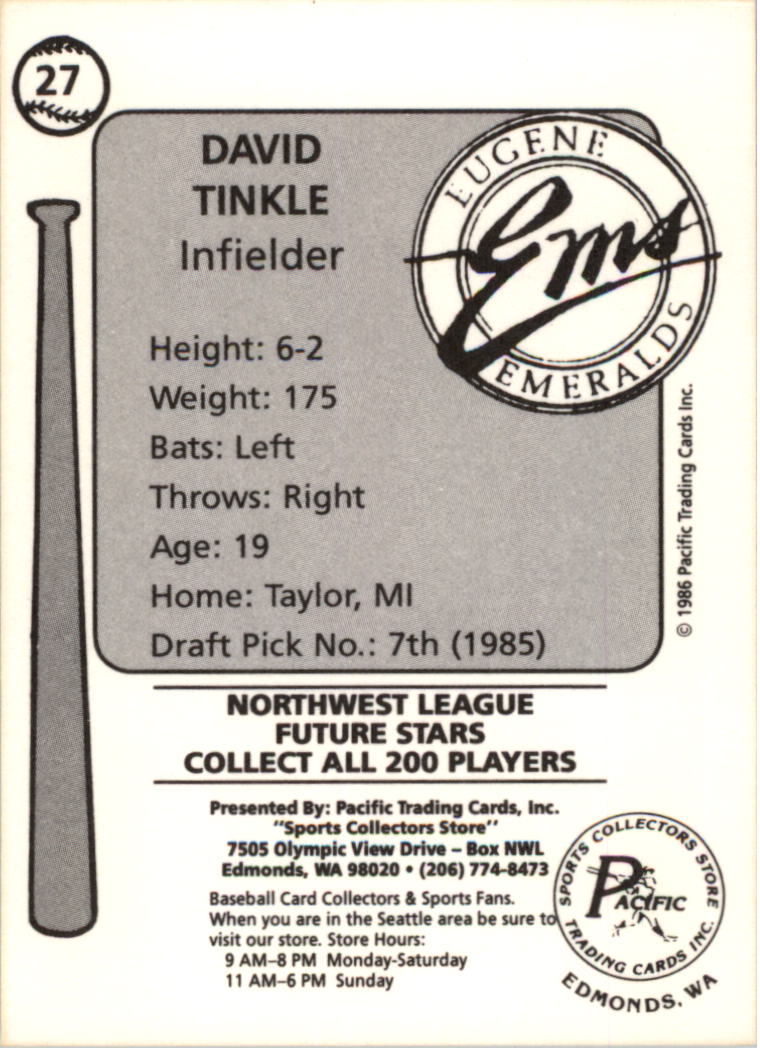 27
DAVID
TINKLE
Infielder
EUGENE
Ems
EMERALDS
Height: 6-2
Weight: 175
Bats: Left
Throws: Right
Age: 19
Home: Taylor, MI
Draft Pick No.: 7th (1985)
© 1986 Pacific Trading Cards Inc.
NORTHWEST LEAGUE
FUTURE STARS
COLLECT ALL 200 PLAYERS
Presented By: Pacific Trading Cards, Inc.
"Sports Collectors Store"
7505 Olympic View Drive – Box NWL
Edmonds, WA 98020 • (206) 774-8473
Baseball Card Collectors & Sports Fans.
When you are in the Seattle area be sure to
visit our store. Store Hours:
9 AM–8 PM Monday-Saturday
11 AM–6 PM Sunday
SPORTS COLLECTORS STORE
PACIFIC
TRADING CARDS INC.
EDMONDS, WA